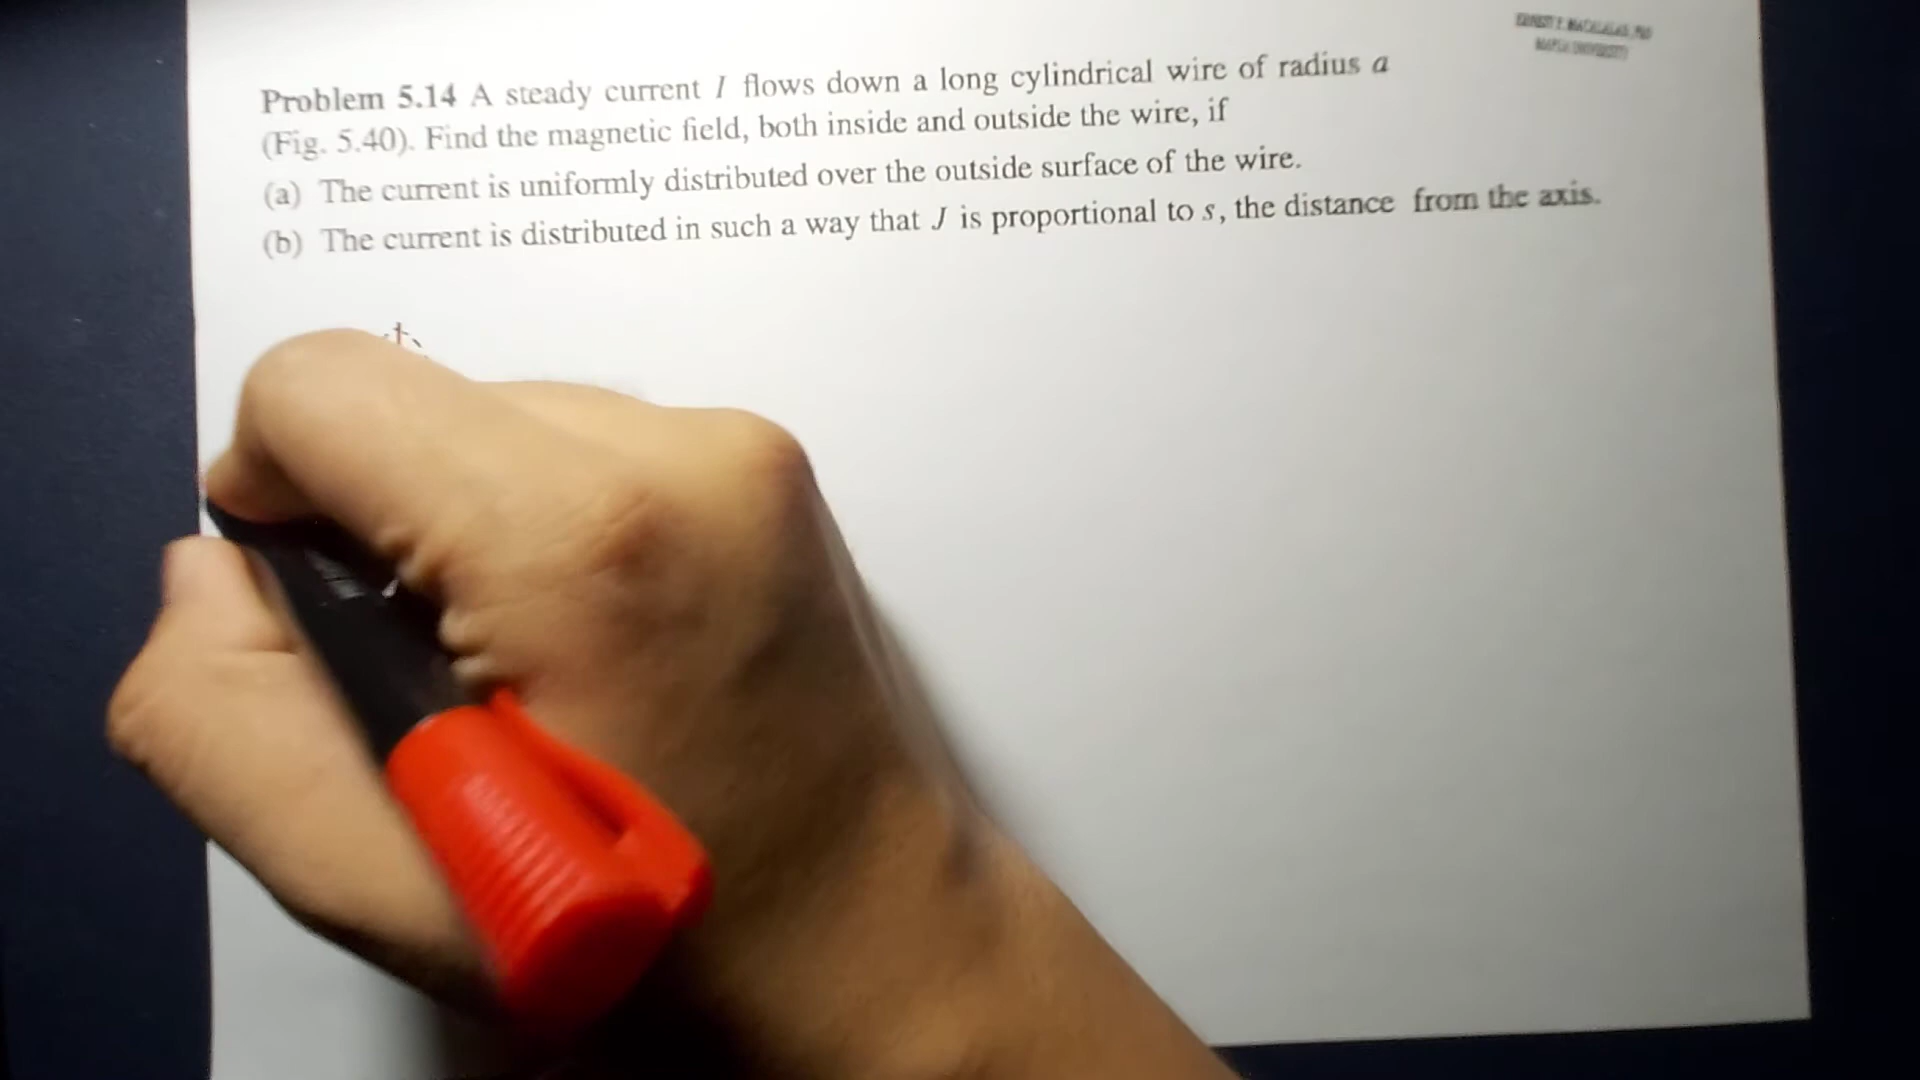 Problem 5.14 A steady current I flows down a long cylindrical wire of radius a
(Fig. 5.40). Find the magnetic field, both inside and outside the wire, if
(a) The current is uniformly distributed over the outside surface of the wire.
(b) The current is distributed in such a way that J is proportional to s, the distance from the axis.